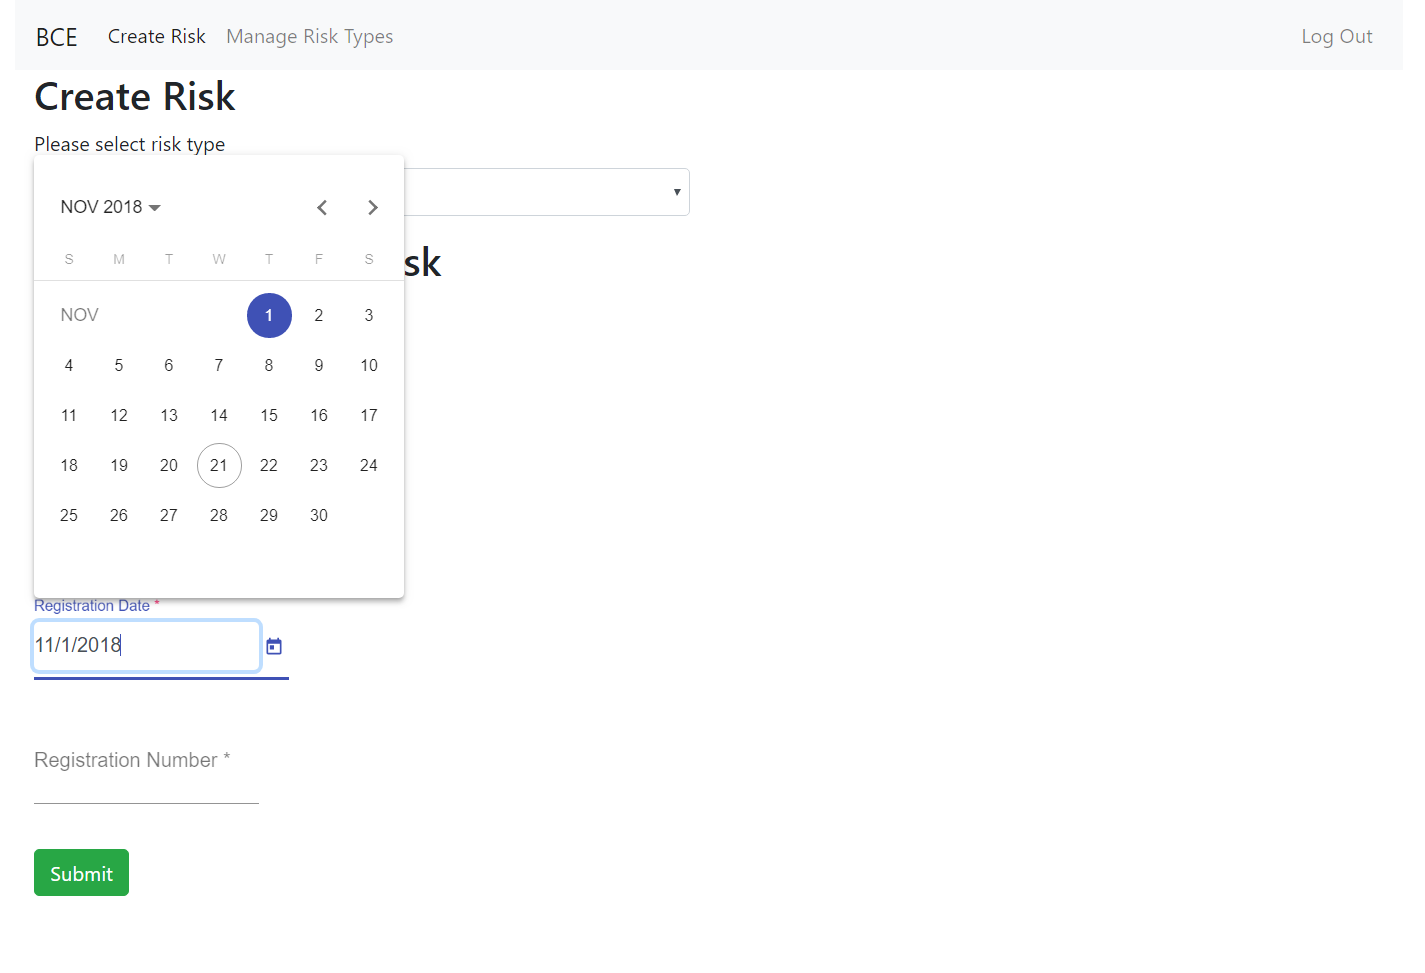 BCE Create Risk Manage Risk Types Log Out
Create Risk
Please select risk type
NOV 2018
S M T W T F S
sk
NOV 1 2 3
4 5 6 7 8 9 10
11 12 13 14 15 16 17
18 19 20 21 22 23 24
25 26 27 28 29 30
Registration Date *
11/1/2018
Registration Number *
Submit